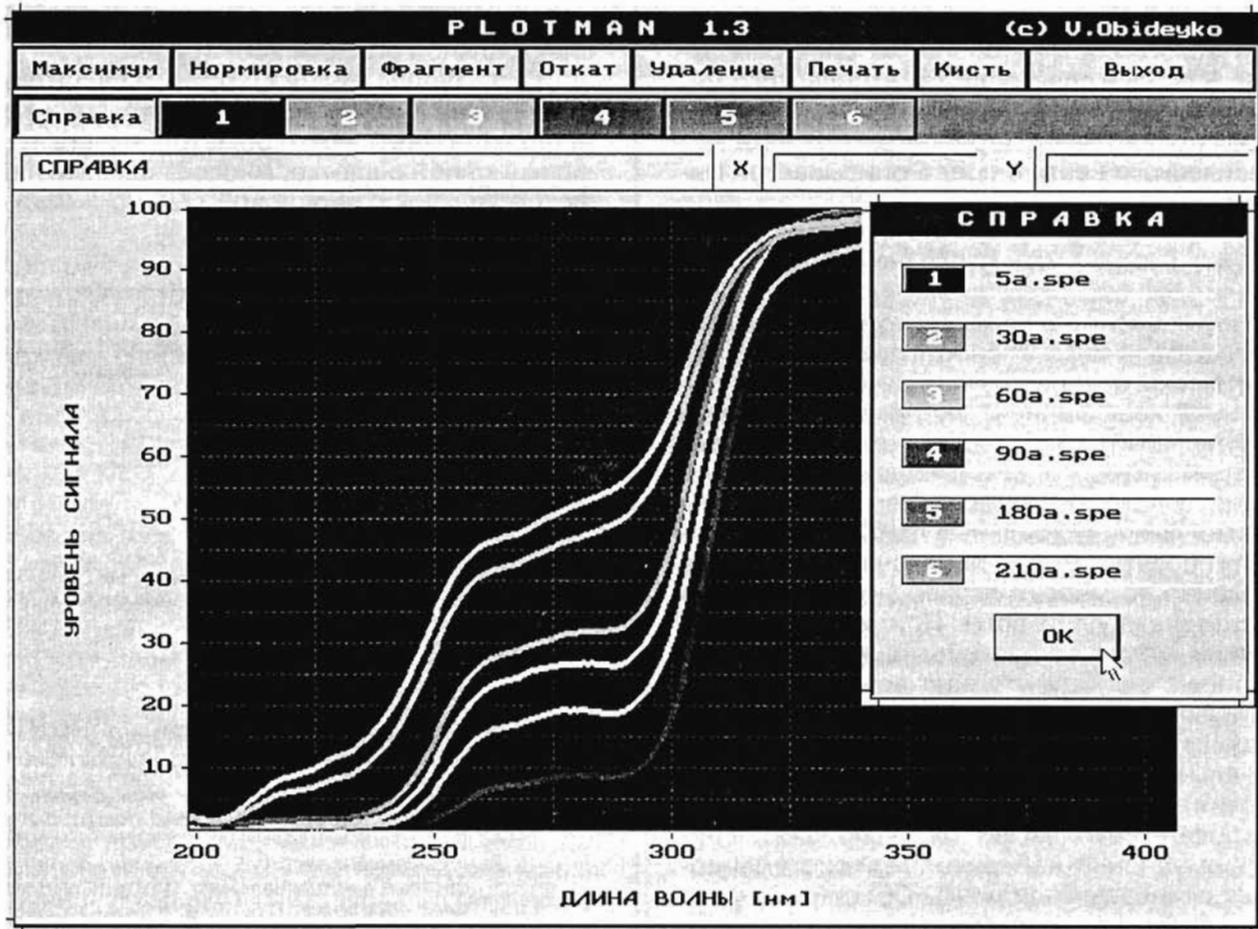 PLOTMAN 1.3 (c) V.Obideyko
Максимум Нормировка Фрагмент Откат Удаление Печать Кисть Выход
Справка 1 2 3 4 5 6
СПРАВКА X Y
СПРАВКА
1 5a.spe
2 30a.spe
3 60a.spe
4 90a.spe
5 180a.spe
6 210a.spe
OK
УРОВЕНЬ СИГНАЛА
100
90
80
70
60
50
40
30
20
10
200 250 300 350 400
ДЛИНА ВОЛНЫ [нм]